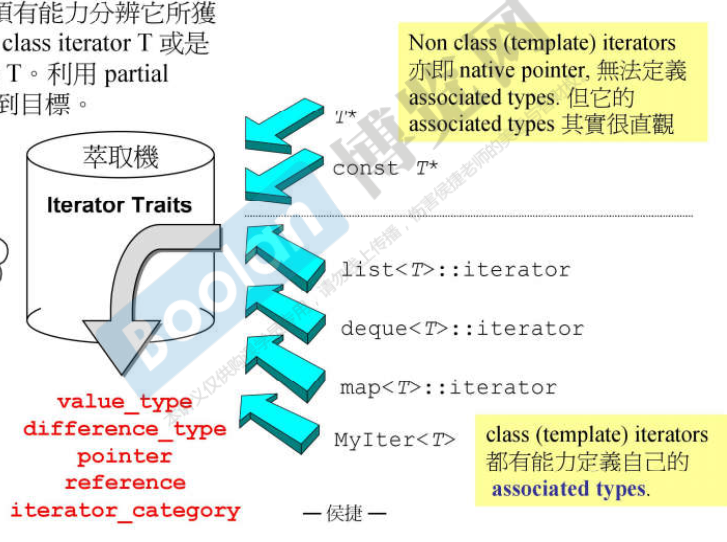 須有能力分辨它所獲
class iterator T 或是
T。利用 partial
到目標。
Non class (template) iterators
亦即 native pointer, 無法定義
associated types. 但它的
associated types 其實很直觀
T*
const T*
萃取機
Iterator Traits
list<T>::iterator
deque<T>::iterator
map<T>::iterator
MyIter<T>
value_type
difference_type
pointer
reference
iterator_category
class (template) iterators
都有能力定義自己的
associated types.
— 侯捷 —
Boolan
博览网